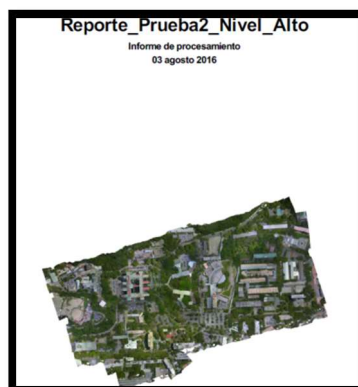 Reporte_Prueba2_Nivel_Alto
Informe de procesamiento
03 agosto 2016